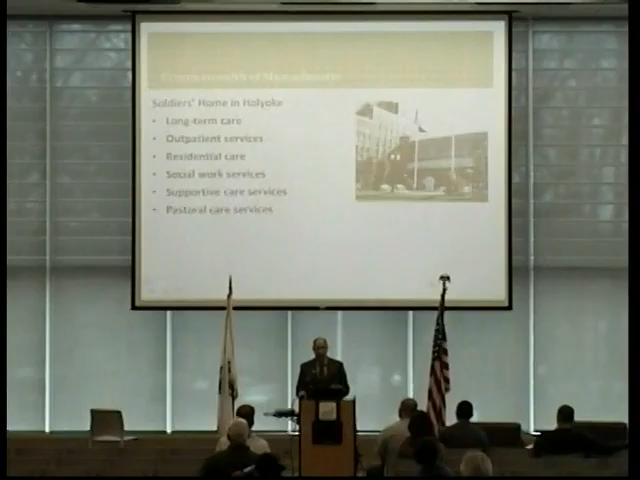 Commonwealth of Massachusetts
Soldiers' Home in Holyoke
• Long-term care
• Outpatient services
• Residential care
• Social work services
• Supportive care services
• Pastoral care services